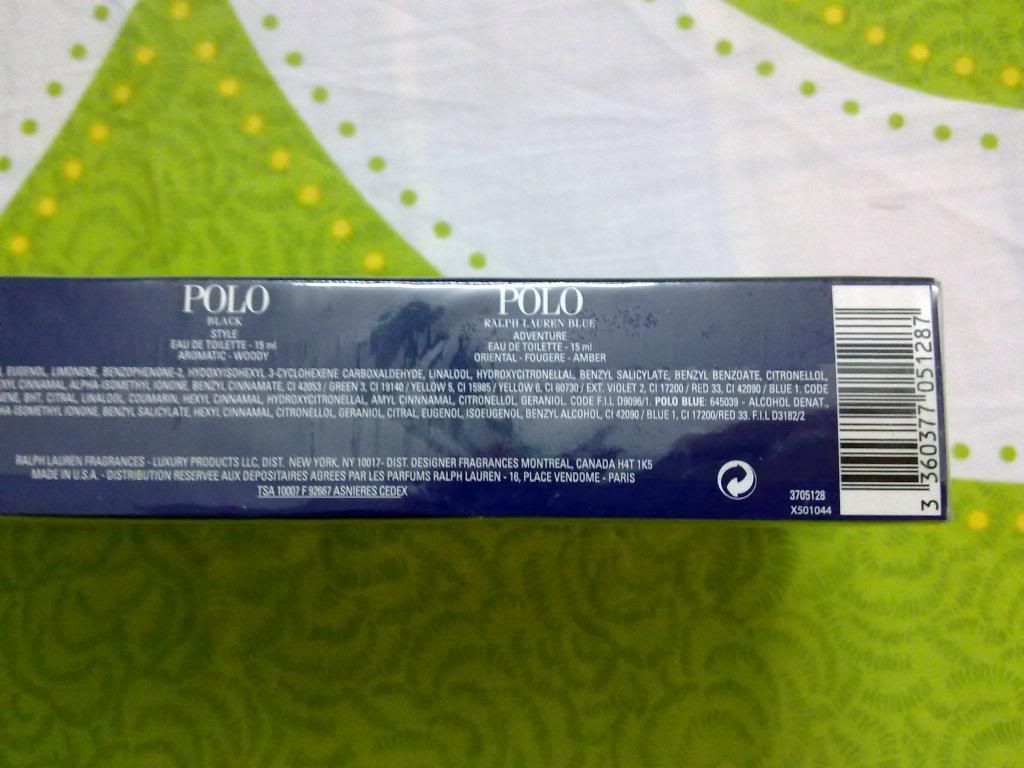 POLO
BLACK
STYLE
EAU DE TOILETTE - 15 ml
AROMATIC - WOODY
POLO
RALPH LAUREN BLUE
ADVENTURE
EAU DE TOILETTE - 15 ml
ORIENTAL - FOUGERE - AMBER
EUGENOL, LIMONENE, BENZOPHENONE-2, HYDOXYISOHEXYL 3-CYCLOHEXENE CARBOXALDEHYDE, LINALOOL, HYDROXYCITRONELLAL, BENZYL SALICYLATE, BENZYL BENZOATE, CITRONELLOL,
CINNAMAL, ALPHA-ISOMETHYL IONONE, BENZYL CINNAMATE, CI 42053 / GREEN 3, CI 19140 / YELLOW 5, CI 15985 / YELLOW 6, CI 60730 / EXT. VIOLET 2, CI 17200 / RED 33, CI 42090 / BLUE 1. CODE
BHT, CITRAL, LINALOOL, COUMARIN, HEXYL CINNAMAL, HYDROXYCITRONELLAL, AMYL CINNNAMAL, CITRONELLOL, GERANIOL. CODE F.I.L D9096/1. POLO BLUE: 645039 - ALCOHOL DENAT.,
HA-ISOMETHYL IONONE, BENZYL SALICYLATE, HEXYL CINNAMAL, CITRONELLOL, GERANIOL, CITRAL, EUGENOL, ISOEUGENOL, BENZYL ALCOHOL, CI 42090 / BLUE 1, CI 17200/RED 33. F.I.L D3182/2
RALPH LAUREN FRAGRANCES - LUXURY PRODUCTS LLC, DIST. NEW YORK, NY 10017- DIST. DESIGNER FRAGRANCES MONTREAL, CANADA H4T 1K5
MADE IN U.S.A. - DISTRIBUTION RESERVEE AUX DEPOSITAIRES AGREES PAR LES PARFUMS RALPH LAUREN - 16, PLACE VENDOME - PARIS
TSA 10007 F 92667 ASNIERES CEDEX
3705128
X501044
3 360377 051287